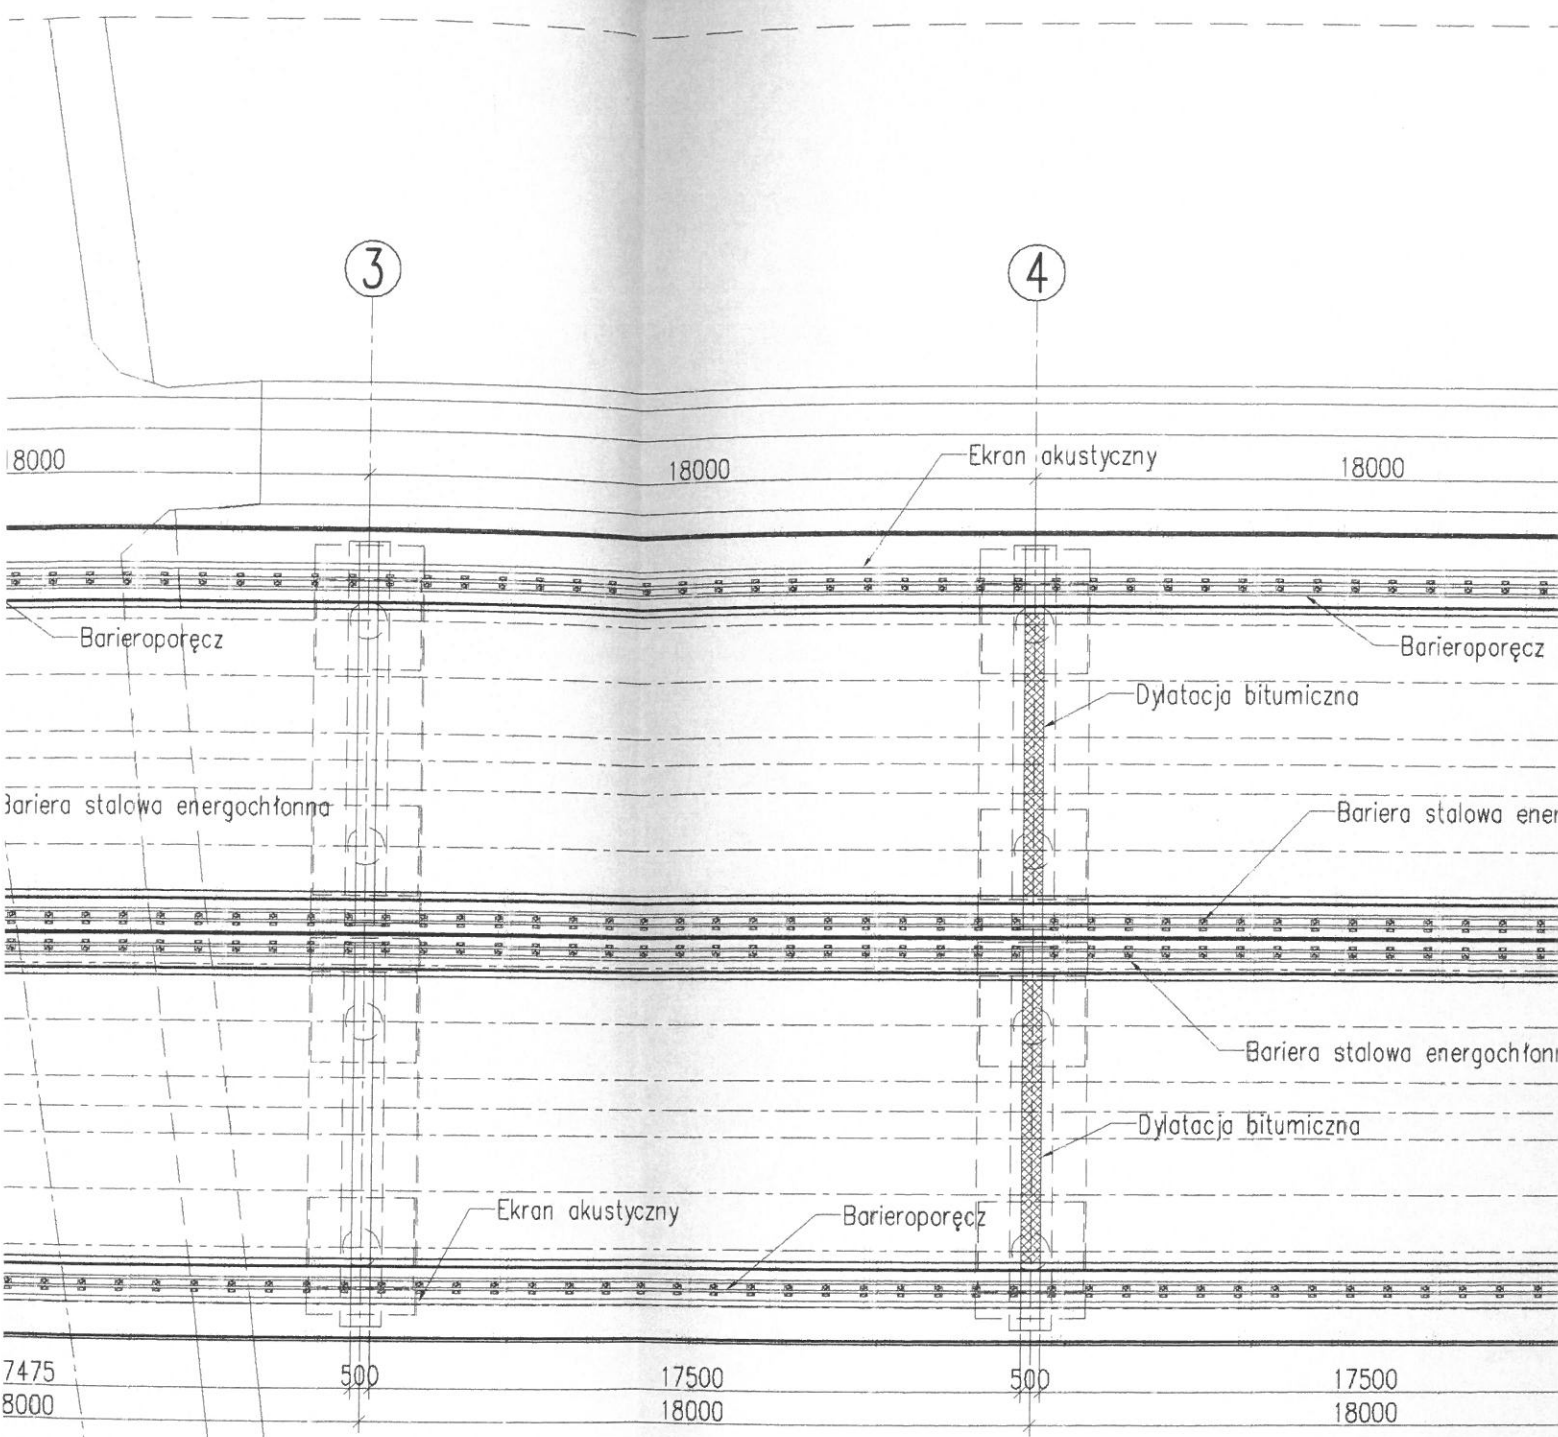 3
4
18000
18000
18000
Ekran akustyczny
Barieroporęcz
Barieroporęcz
Dylatacja bitumiczna
Bariera stalowa energochłonna
Bariera stalowa ener
Bariera stalowa energochłonn
Dylatacja bitumiczna
Ekran akustyczny
Barieroporęcz
7475
500
17500
500
17500
8000
18000
18000